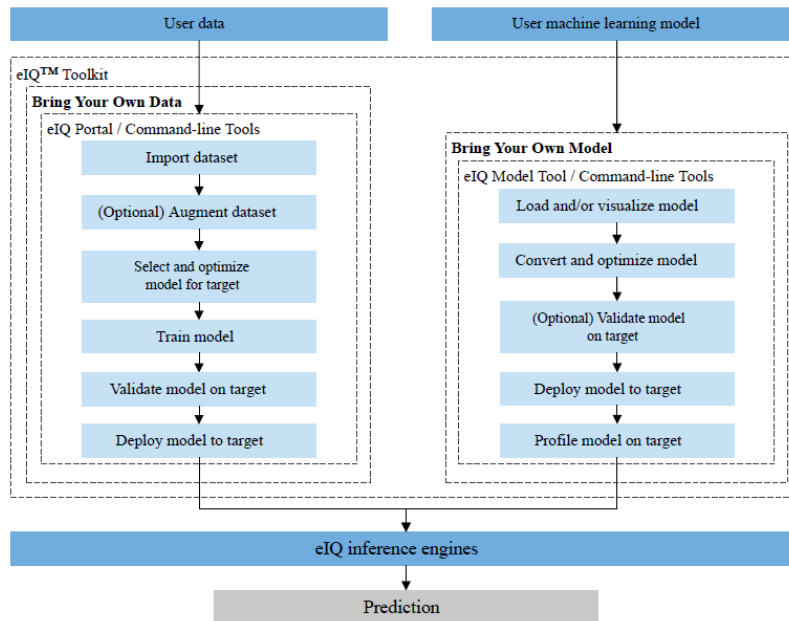 User data
User machine learning model
eIQ™ Toolkit
Bring Your Own Data
eIQ Portal / Command-line Tools
Import dataset
(Optional) Augment dataset
Select and optimize
model for target
Train model
Validate model on target
Deploy model to target
Bring Your Own Model
eIQ Model Tool / Command-line Tools
Load and/or visualize model
Convert and optimize model
(Optional) Validate model
on target
Deploy model to target
Profile model on target
eIQ inference engines
Prediction